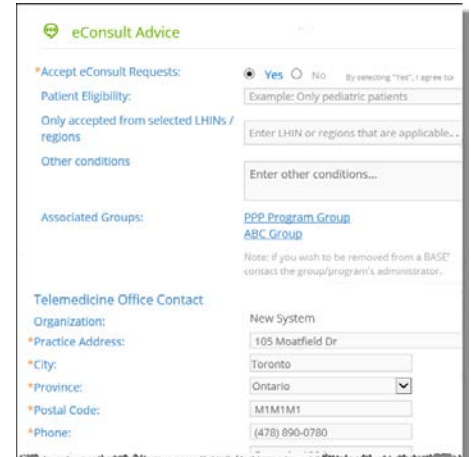 eConsult Advice
*Accept eConsult Requests: Yes No By selecting "Yes", I agree to
Patient Eligibility: Example: Only pediatric patients
Only accepted from selected LHINs /
regions
Enter LHIN or regions that are applicable...
Other conditions
Enter other conditions...
Associated Groups: PPP Program Group
ABC Group
Note: if you wish to be removed from a BASE
contact the group/program's administrator.
Telemedicine Office Contact
Organization: New System
*Practice Address: 105 Moatfield Dr
*City: Toronto
*Province: Ontario
*Postal Code: M1M1M1
*Phone: (478) 890-0780